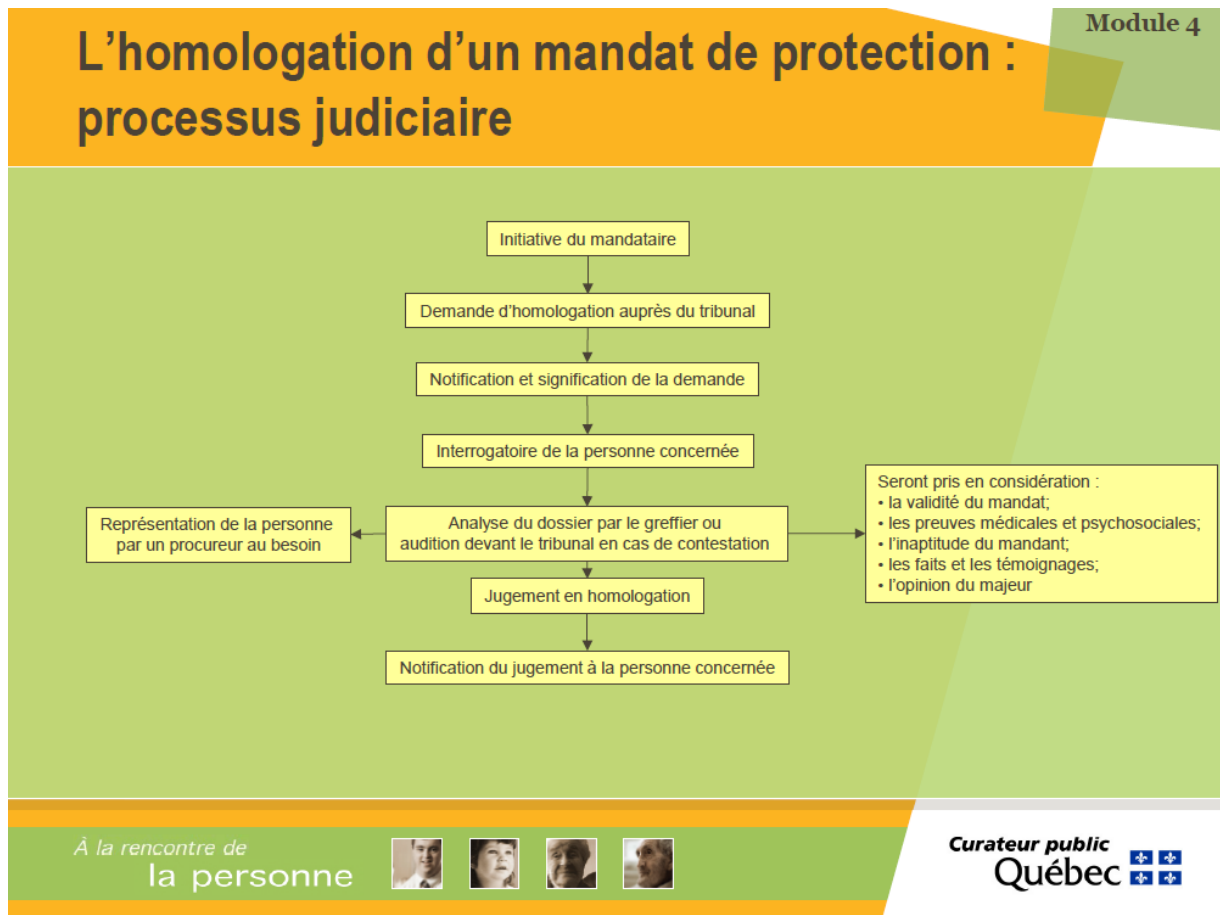 Module 4
L'homologation d'un mandat de protection :
processus judiciaire
Initiative du mandataire
Demande d'homologation auprès du tribunal
Notification et signification de la demande
Interrogatoire de la personne concernée
Représentation de la personne
par un procureur au besoin
Analyse du dossier par le greffier ou
audition devant le tribunal en cas de contestation
Seront pris en considération :
• la validité du mandat;
• les preuves médicales et psychosociales;
• l'inaptitude du mandant;
• les faits et les témoignages;
• l'opinion du majeur
Jugement en homologation
Notification du jugement à la personne concernée
À la rencontre de
la personne
Curateur public
Québec